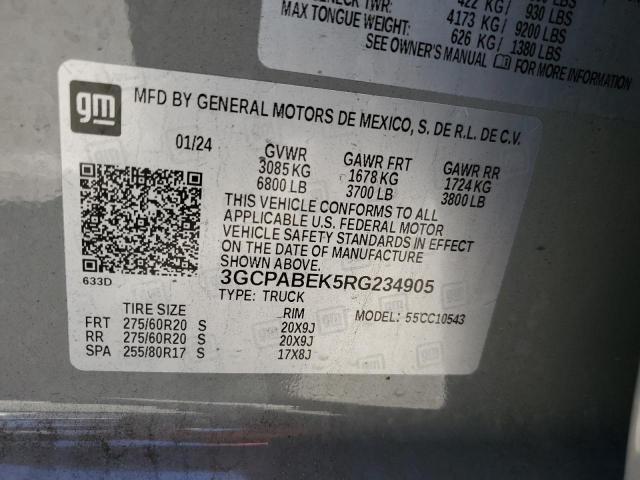 422 KG/ 930 LBS
4173 KG/ 9200 LBS
MAX TONGUE WEIGHT: 626 KG/ 1380 LBS
SEE OWNER'S MANUAL FOR MORE INFORMATION
gm
MFD BY GENERAL MOTORS DE MEXICO, S. DE R.L. DE C.V.
01/24
GVWR GAWR FRT GAWR RR
3085 KG 1678 KG 1724 KG
6800 LB 3700 LB 3800 LB
THIS VEHICLE CONFORMS TO ALL
APPLICABLE U.S. FEDERAL MOTOR
VEHICLE SAFETY STANDARDS IN EFFECT
ON THE DATE OF MANUFACTURE
SHOWN ABOVE.
633D
3GCPABEK5RG234905
TYPE: TRUCK
TIRE SIZE RIM MODEL: 55CC10543
FRT 275/60R20 S 20X9J
RR 275/60R20 S 20X9J
SPA 255/80R17 S 17X8J